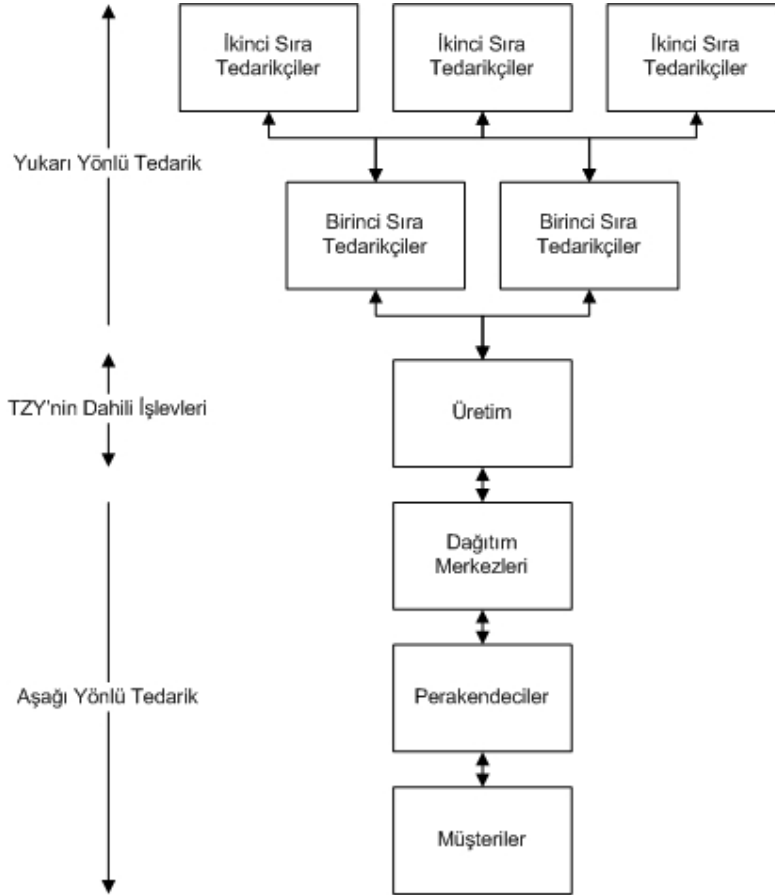 İkinci Sıra
Tedarikçiler
İkinci Sıra
Tedarikçiler
İkinci Sıra
Tedarikçiler
Yukarı Yönlü Tedarik
Birinci Sıra
Tedarikçiler
Birinci Sıra
Tedarikçiler
TZY'nin Dahili İşlevleri
Üretim
Dağıtım
Merkezleri
Aşağı Yönlü Tedarik
Perakendeciler
Müşteriler